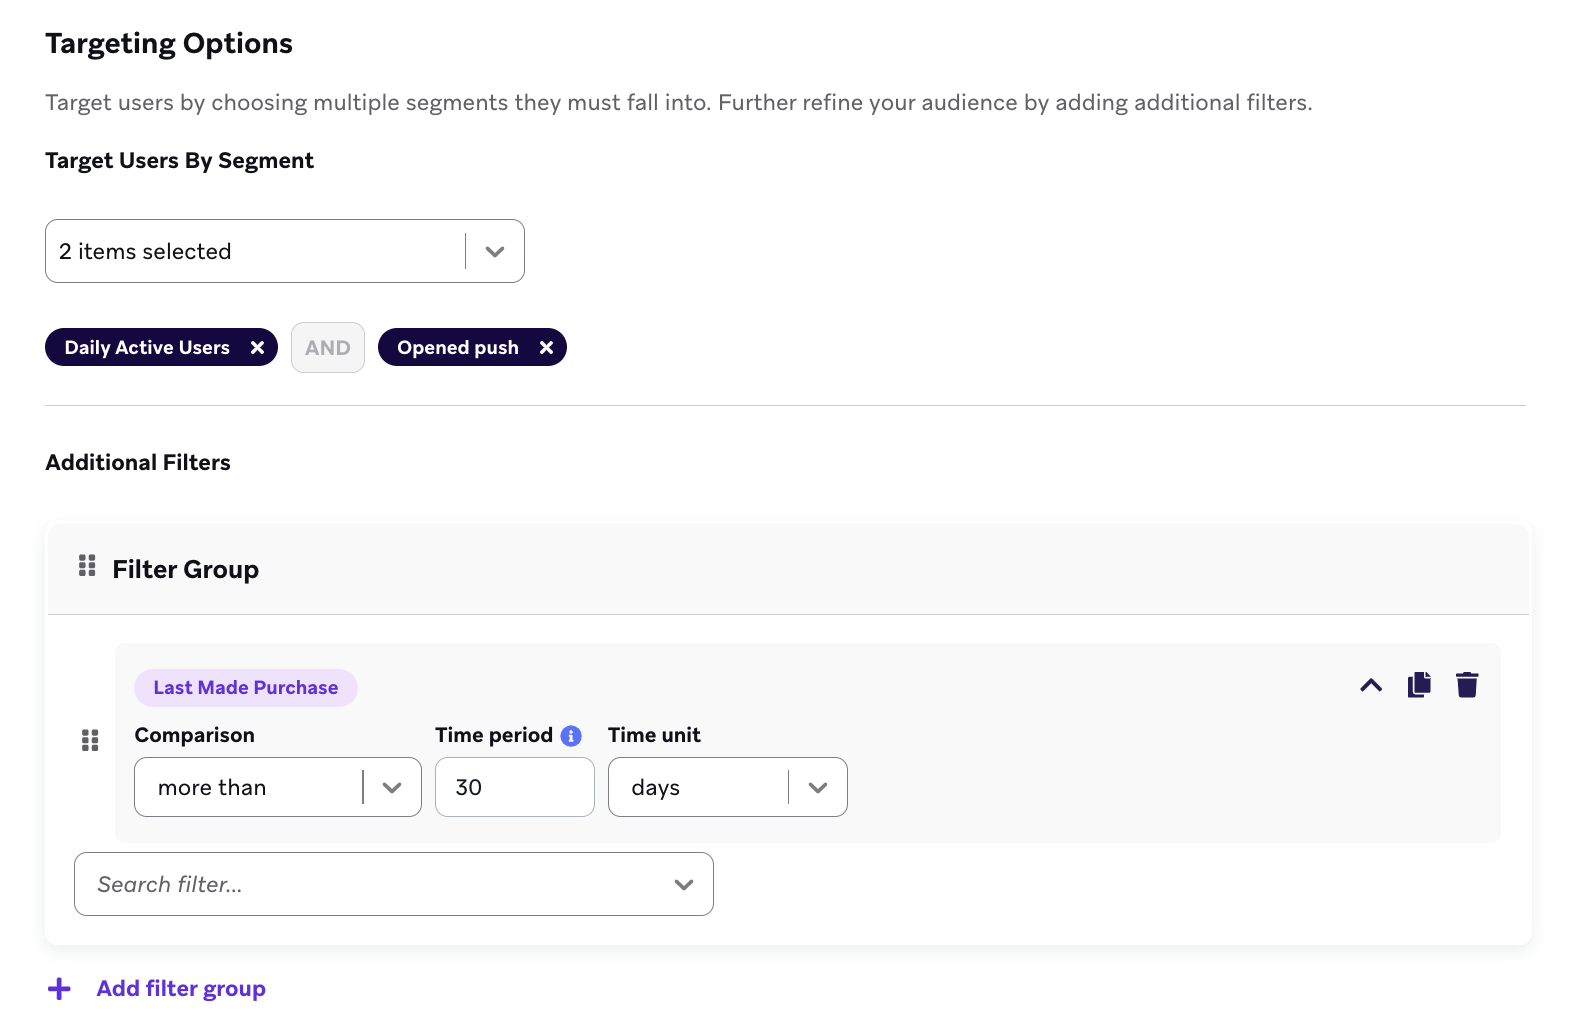 Targeting Options
Target users by choosing multiple segments they must fall into. Further refine your audience by adding additional filters.
Target Users By Segment
2 items selected
Daily Active Users AND Opened push
Additional Filters
Filter Group
Last Made Purchase
Comparison Time period Time unit
more than 30 days
Search filter...
Add filter group